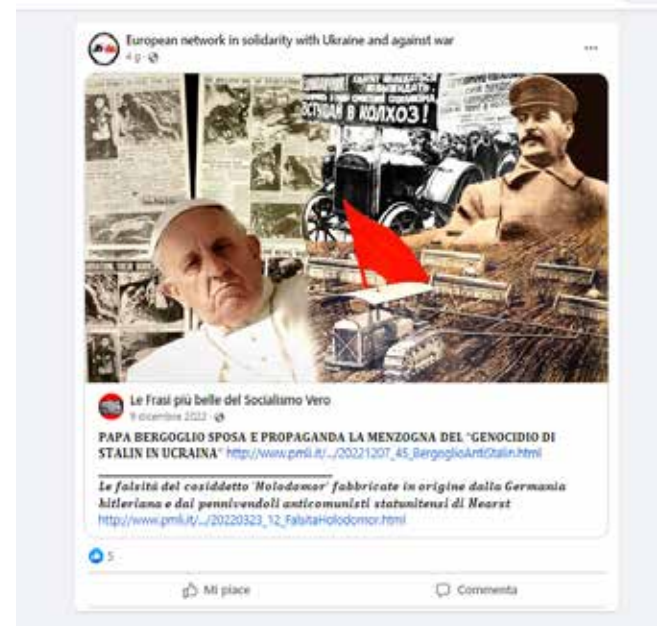 European network in solidarity with Ukraine and against war
4 g
ВСТУПАЙ В КОЛХОЗ!
Le Frasi più belle del Socialismo Vero
9 dicembre 2022
PAPA BERGOGLIO SPOSA E PROPAGANDA LA MENZOGNA DEL "GENOCIDIO DI
STALIN IN UCRAINA" http://www.pmli.it/.../20221207_45_BergoglioAntiStalin.html
Le falsità del cosiddetto 'Holodomor' fabbricate in origine dalla Germania
hitleriana e dai pennivendoli anticomunisti statunitensi di Hearst
http://www.pmli.it/.../20220323_12_FalsitaHolodomor.html
5
Mi piace
Commenta